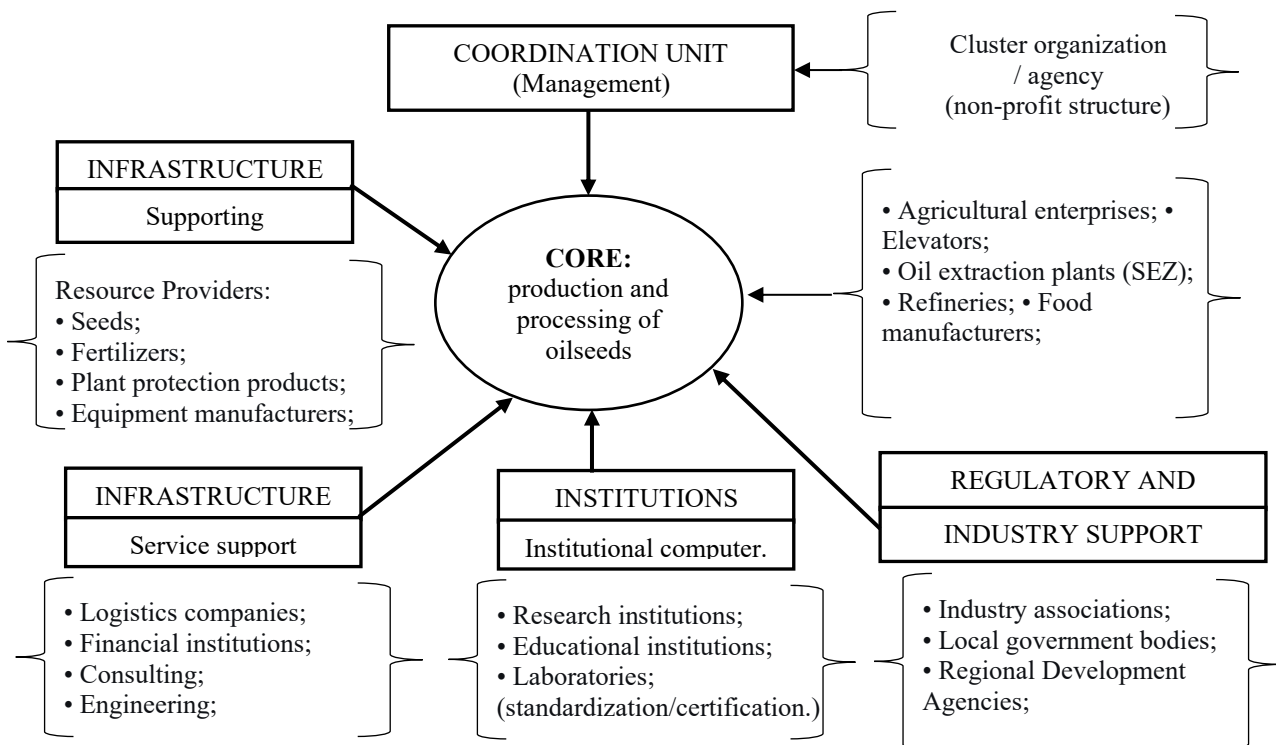 COORDINATION UNIT
(Management)
Cluster organization
/ agency
(non-profit structure)
INFRASTRUCTURE
Supporting
Resource Providers:
• Seeds;
• Fertilizers;
• Plant protection products;
• Equipment manufacturers;
CORE:
production and
processing of
oilseeds
• Agricultural enterprises; •
Elevators;
• Oil extraction plants (SEZ);
• Refineries; • Food
manufacturers;
INFRASTRUCTURE
Service support
• Logistics companies;
• Financial institutions;
• Consulting;
• Engineering;
INSTITUTIONS
Institutional computer.
• Research institutions;
• Educational institutions;
• Laboratories;
(standardization/certification.)
REGULATORY AND
INDUSTRY SUPPORT
• Industry associations;
• Local government bodies;
• Regional Development
Agencies;